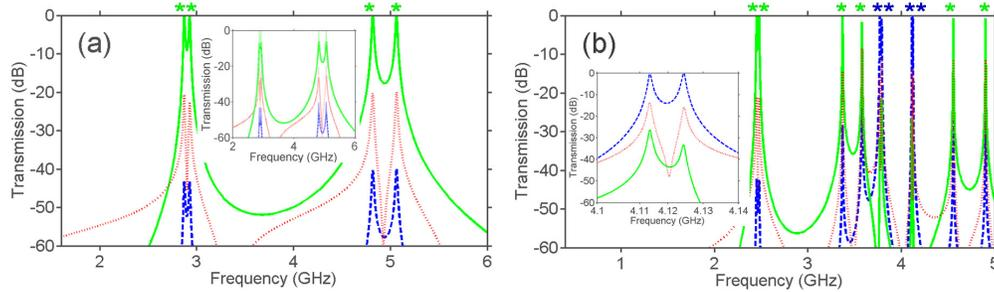 ** ** * *
(a)
Transmission (dB)
0
-10
-20
-30
-40
-50
-60
2 3 4 5 6
Frequency (GHz)
Transmission (dB)
0
-20
-40
-60
2 4 6
Frequency (GHz)
** * * ** ** * *
(b)
Transmission (dB)
0
-10
-20
-30
-40
-50
-60
1 2 3 4 5
Frequency (GHz)
Transmission (dB)
0
-10
-20
-30
-40
-50
-60
4.1 4.11 4.12 4.13 4.14
Frequency (GHz)